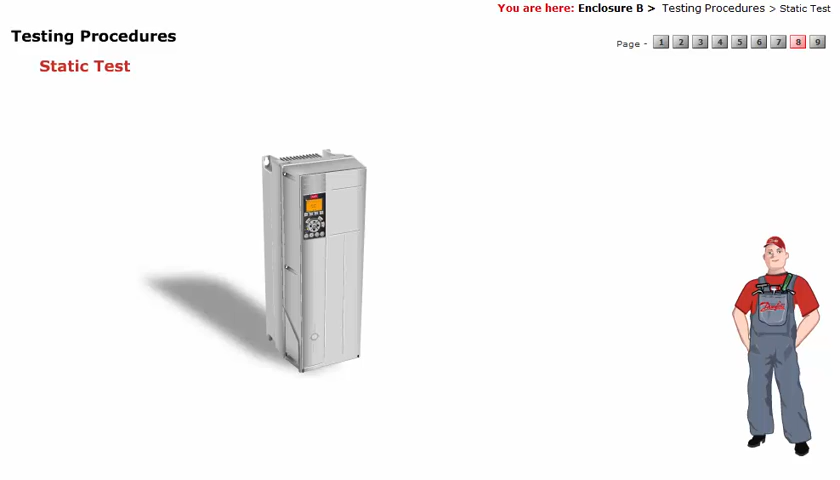 You are here: Enclosure B > Testing Procedures > Static Test
Testing Procedures
Page - 1 2 3 4 5 6 7 8 9
Static Test
Danfoss